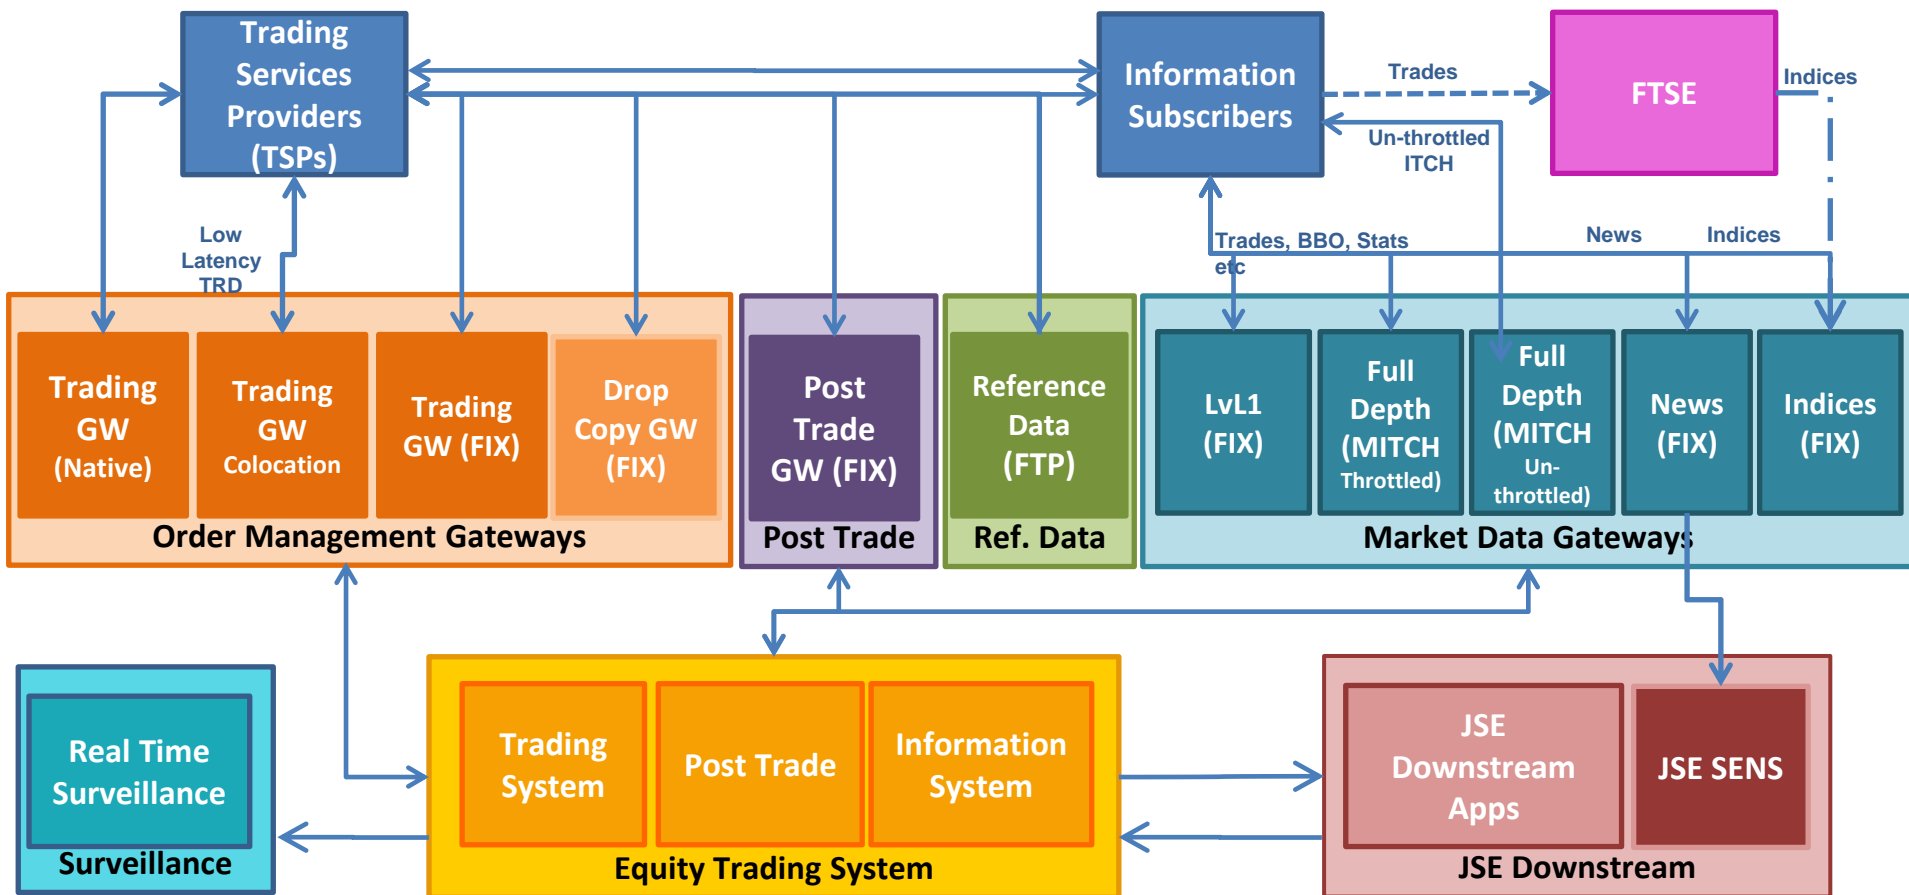 Trading
Services
Providers
(TSPs)
Information
Subscribers
Trades
FTSE
Indices
Un-throttled
ITCH
Low
Latency
TRD
Trades, BBO, Stats
etc
News
Indices
Trading
GW
(Native)
Trading
GW
Colocation
Trading
GW (FIX)
Drop
Copy GW
(FIX)
Order Management Gateways
Post
Trade
GW (FIX)
Post Trade
Reference
Data
(FTP)
Ref. Data
LvL1
(FIX)
Full
Depth
(MITCH
Throttled)
Full
Depth
(MITCH
Un-
throttled)
News
(FIX)
Indices
(FIX)
Market Data Gateways
Real Time
Surveillance
Surveillance
Trading
System
Post Trade
Information
System
Equity Trading System
JSE
Downstream
Apps
JSE SENS
JSE Downstream